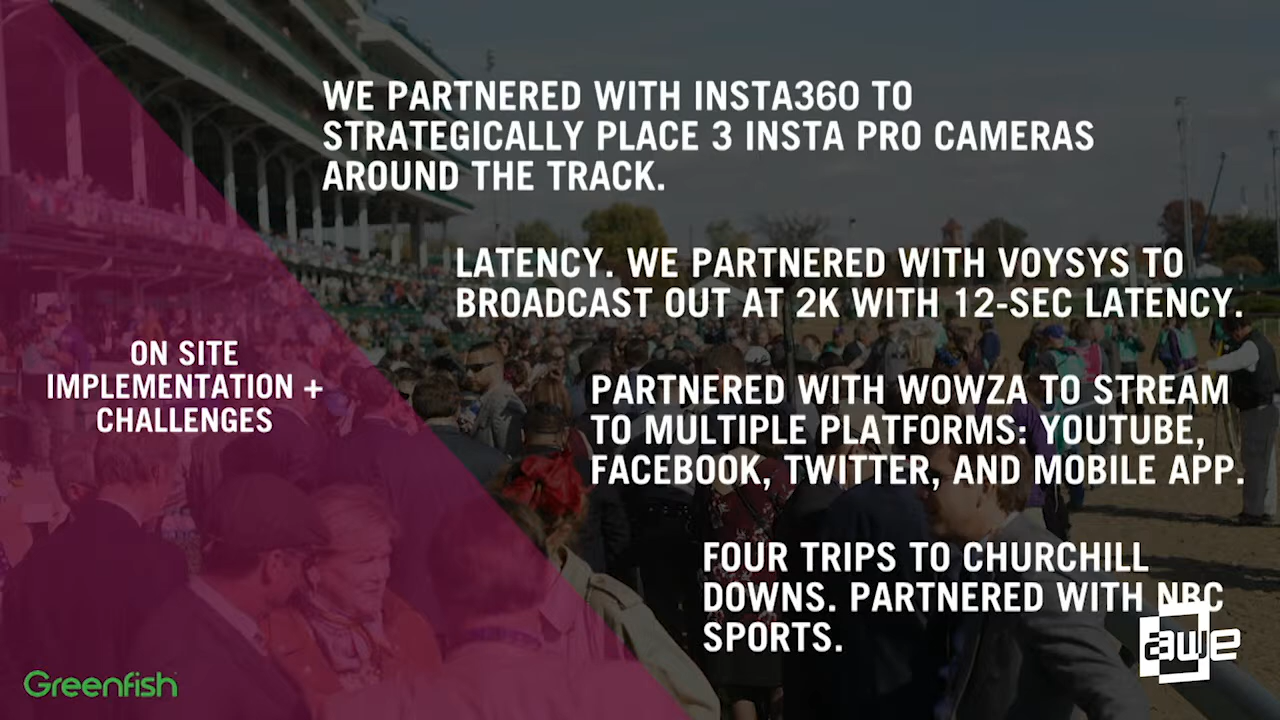 WE PARTNERED WITH INSTA360 TO
STRATEGICALLY PLACE 3 INSTA PRO CAMERAS
AROUND THE TRACK.
LATENCY. WE PARTNERED WITH VOYSYS TO
BROADCAST OUT AT 2K WITH 12-SEC LATENCY.
ON SITE
IMPLEMENTATION +
CHALLENGES
PARTNERED WITH WOWZA TO STREAM
TO MULTIPLE PLATFORMS: YOUTUBE,
FACEBOOK, TWITTER, AND MOBILE APP.
FOUR TRIPS TO CHURCHILL
DOWNS. PARTNERED WITH NBC
SPORTS.
awe
Greenfish